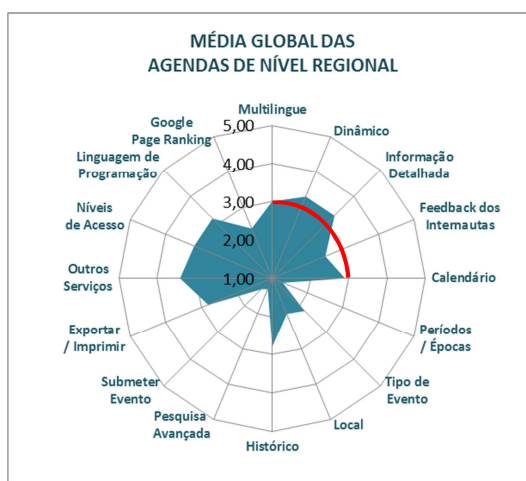 MÉDIA GLOBAL DAS
AGENDAS DE NÍVEL REGIONAL
Multilingue
Dinâmico
Informação
Detalhada
Feedback dos
Internautas
Calendário
Períodos
/ Épocas
Tipo de
Evento
Local
Histórico
Pesquisa
Avançada
Submeter
Evento
Exportar
/ Imprimir
Outros
Serviços
Níveis
de Acesso
Linguagem de
Programação
Google
Page Ranking
5,00
4,00
3,00
2,00
1,00